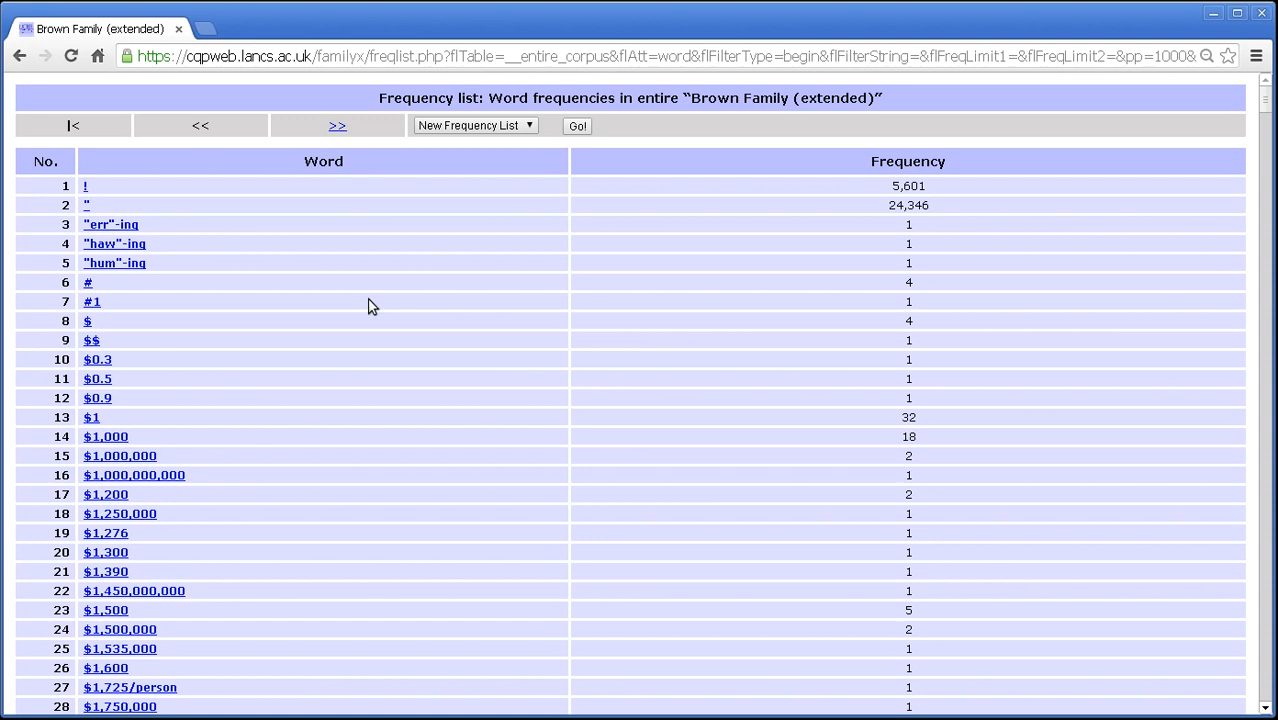 Brown Family (extended)
https://cqpweb.lancs.ac.uk/familyx/freqlist.php?flTable=__entire_corpus&flAtt=word&flFilterType=begin&flFilterString=&flFreqLimit1=&flFreqLimit2=&pp=1000&
Frequency list: Word frequencies in entire “Brown Family (extended)”
|< << >> New Frequency List Go!
No. Word Frequency
1 ! 5,601
2 " 24,346
3 "err"-ing 1
4 "haw"-ing 1
5 "hum"-ing 1
6 # 4
7 #1 1
8 $ 4
9 $$ 1
10 $0.3 1
11 $0.5 1
12 $0.9 1
13 $1 32
14 $1,000 18
15 $1,000,000 2
16 $1,000,000,000 1
17 $1,200 2
18 $1,250,000 1
19 $1,276 1
20 $1,300 1
21 $1,390 1
22 $1,450,000,000 1
23 $1,500 5
24 $1,500,000 2
25 $1,535,000 1
26 $1,600 1
27 $1,725/person 1
28 $1,750,000 1